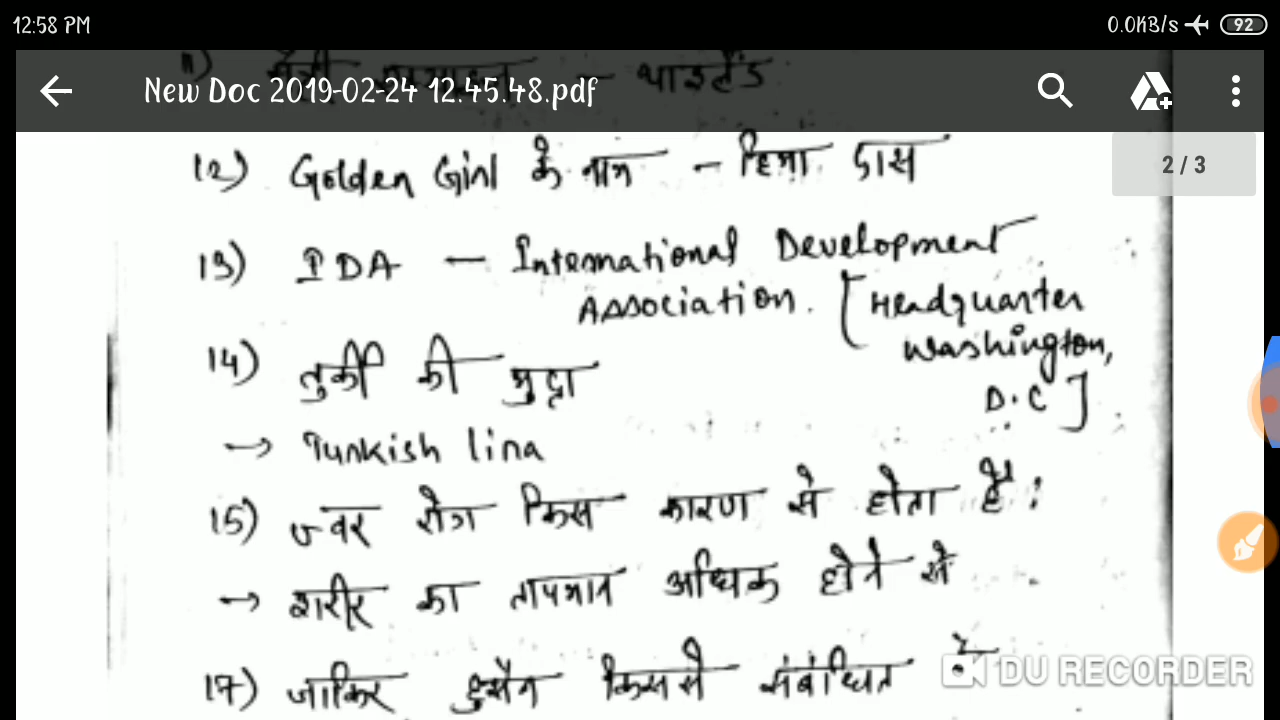 12:58 PM
0.0KB/s 92
New Doc 2019-02-24 12.45.48.pdf
11) थाइलैंड
2 / 3
12) Golden Girl के नाम - हिमा दास
13) IDA — International Development
Association. [Headquarter
Washington,
D.C]
14) तुर्की की मुद्रा
→ Turkish lira
15) ज्वर रोग किस कारण से होता है:
→ शरीर का तापमान अधिक होने से
17) जाकिर हुसैन किससे संबंधित है
DU RECORDER